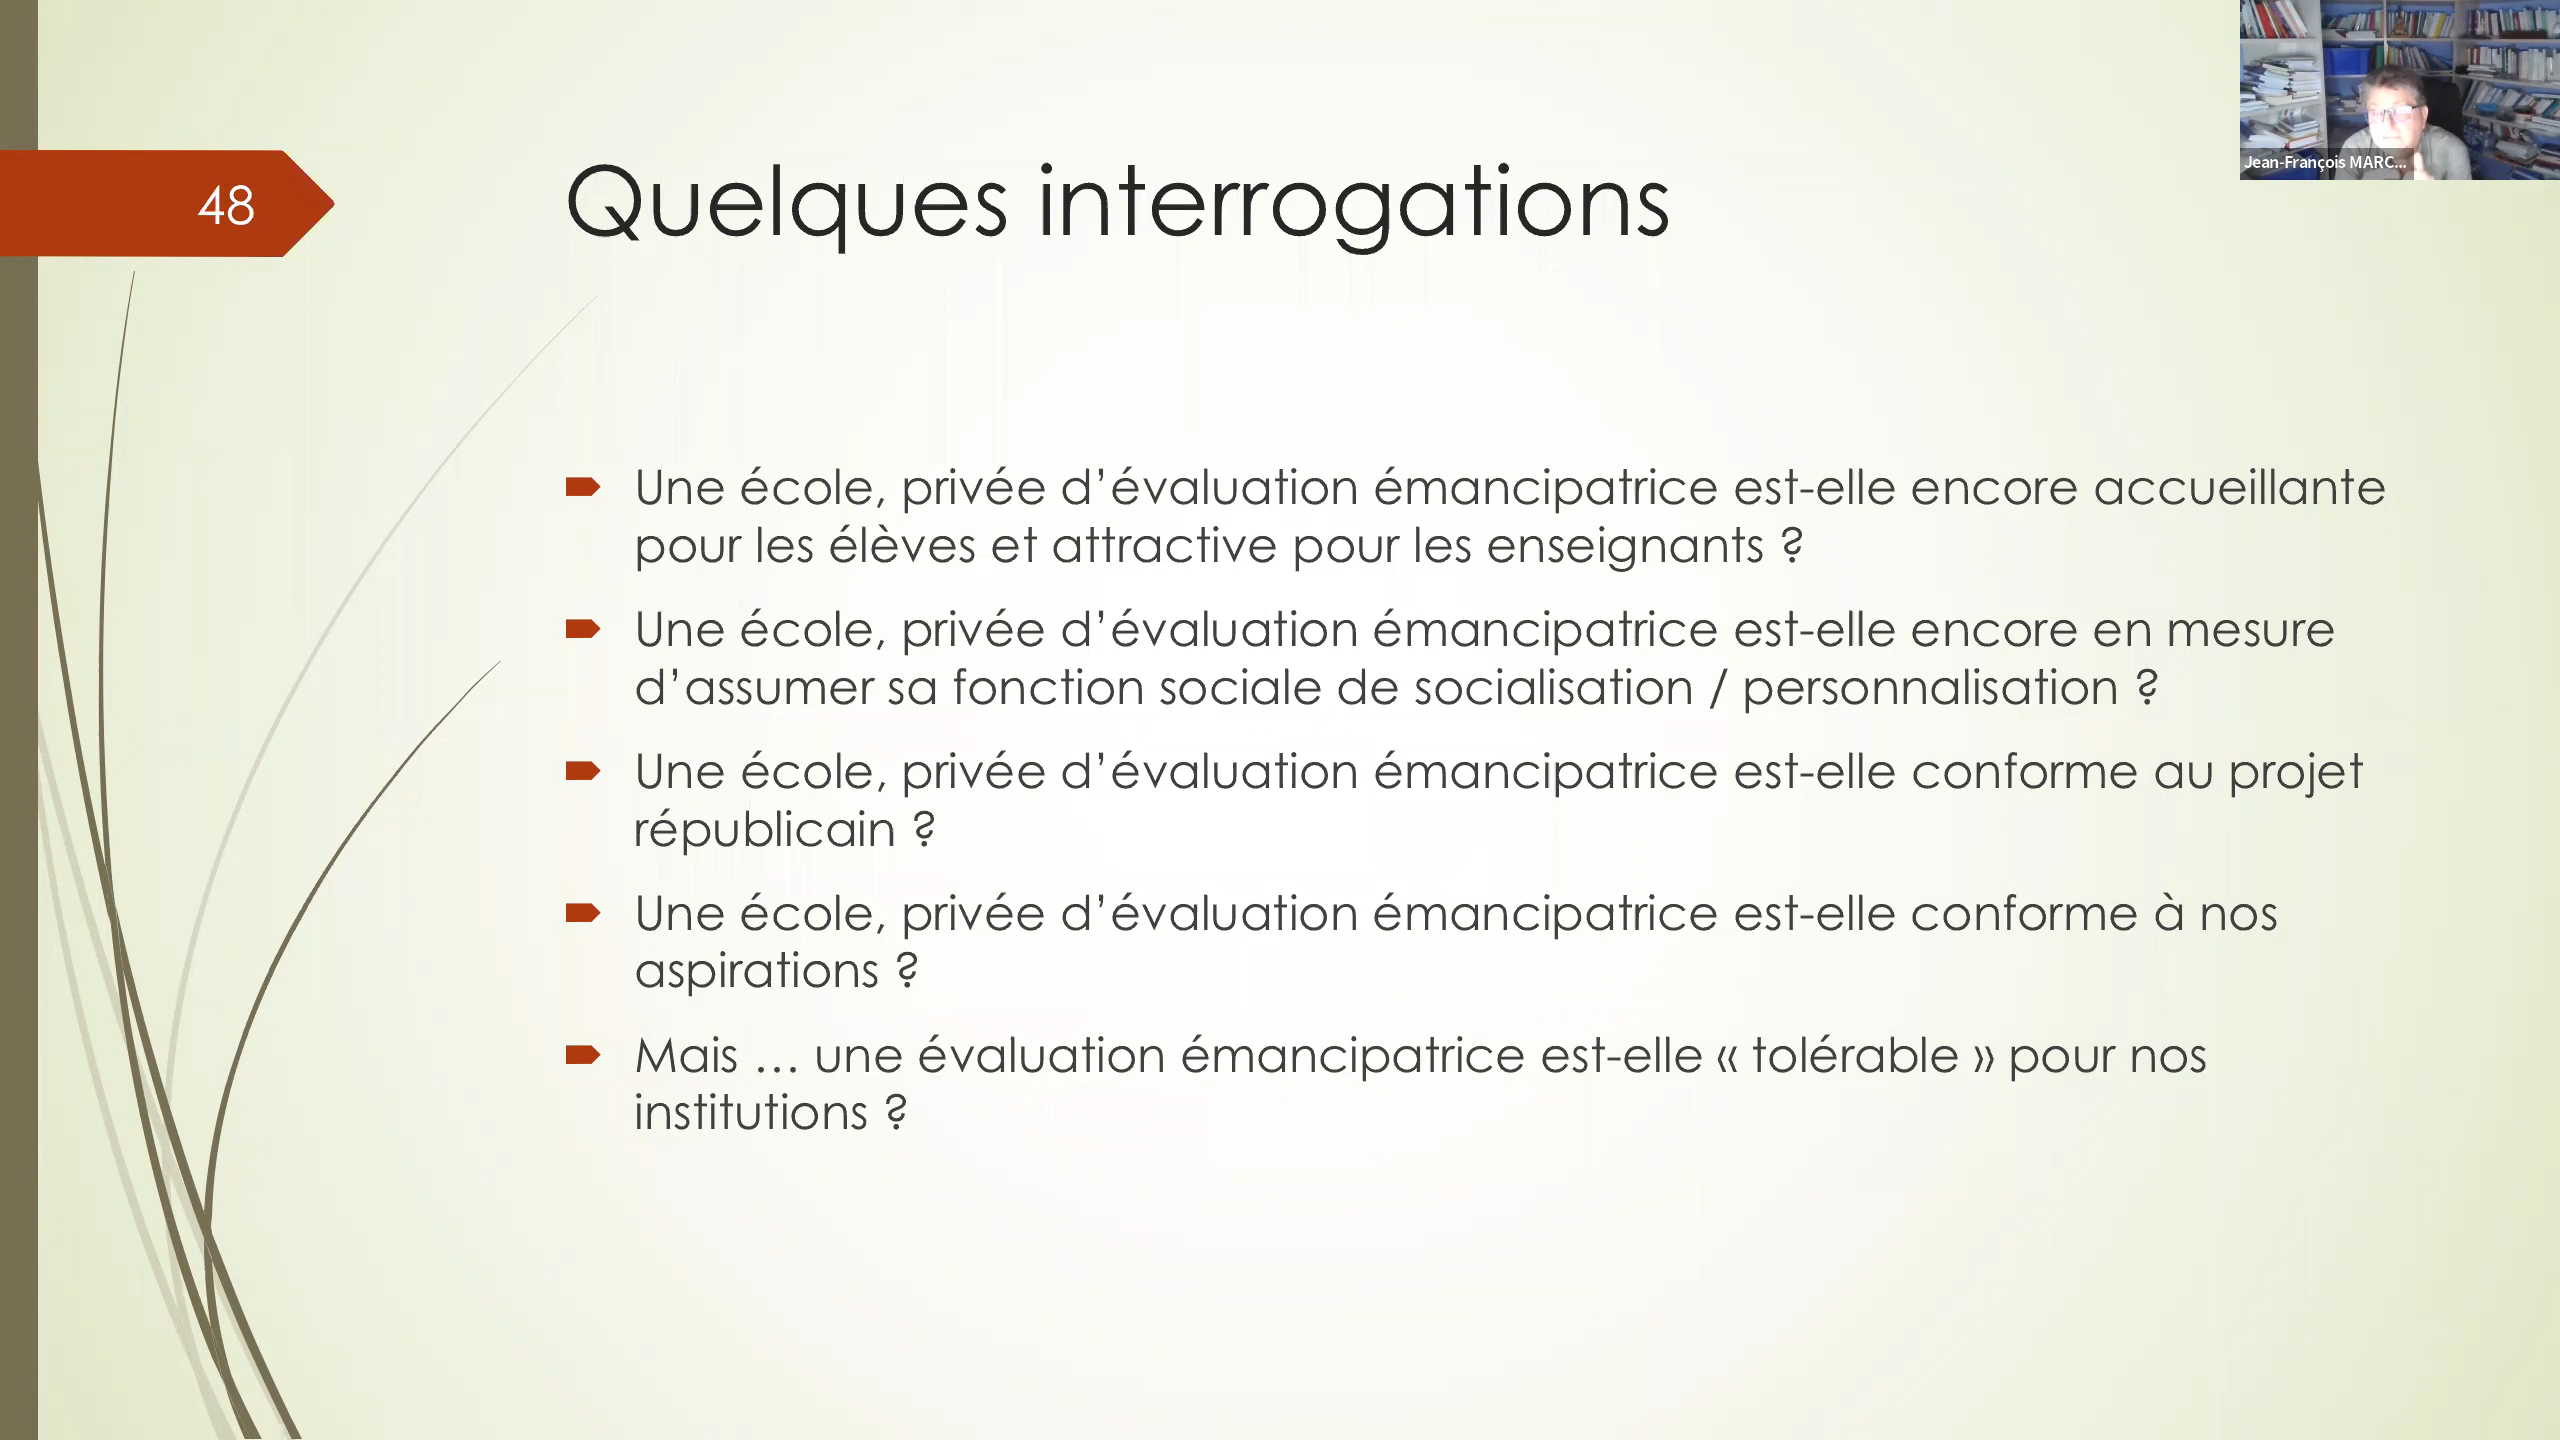 48
Quelques interrogations
Jean-François MARC...
Une école, privée d’évaluation émancipatrice est-elle encore accueillante
pour les élèves et attractive pour les enseignants ?
Une école, privée d’évaluation émancipatrice est-elle encore en mesure
d’assumer sa fonction sociale de socialisation / personnalisation ?
Une école, privée d’évaluation émancipatrice est-elle conforme au projet
républicain ?
Une école, privée d’évaluation émancipatrice est-elle conforme à nos
aspirations ?
Mais … une évaluation émancipatrice est-elle « tolérable » pour nos
institutions ?